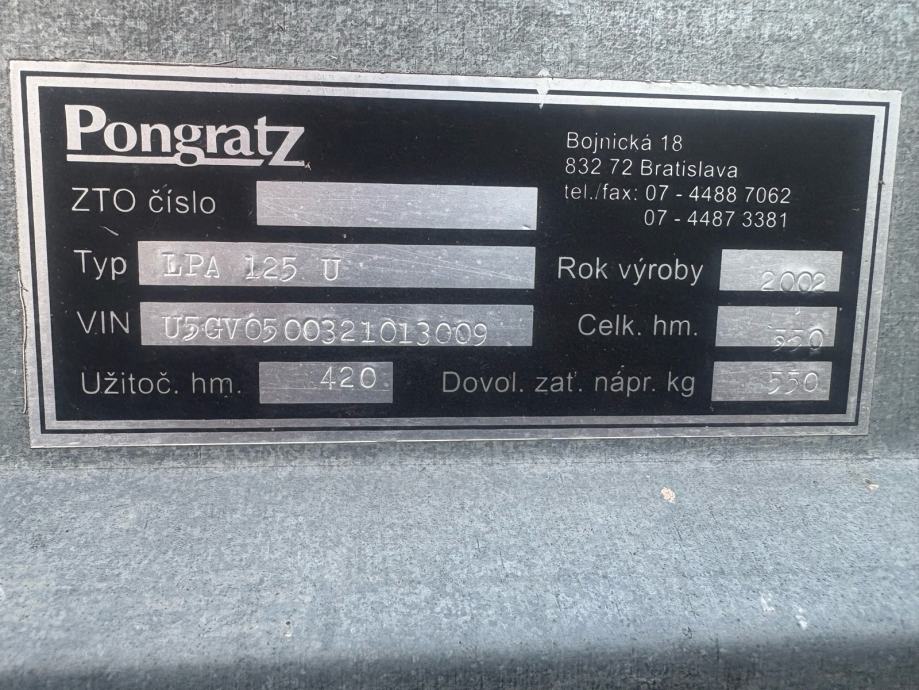 Pongratz
Bojnická 18
832 72 Bratislava
tel./fax: 07 - 4488 7062
07 - 4487 3381
ZTO číslo
Typ LPA 125 U
Rok výroby 2002
VIN U5GV0500321013009
Celk. hm. 550
Užitoč. hm. 420
Dovol. zať. nápr. kg 550